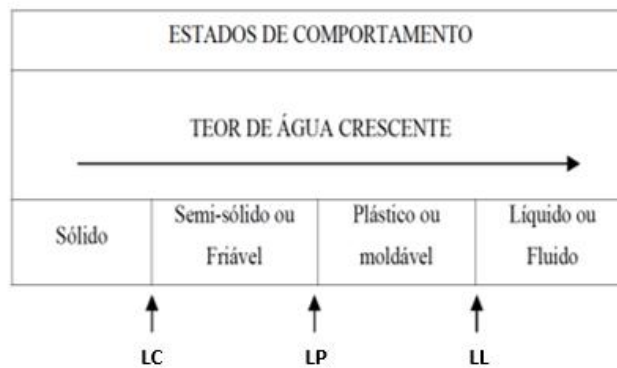 ESTADOS DE COMPORTAMENTO
TEOR DE ÁGUA CRESCENTE
Sólido
Semi-sólido ou
Friável
Plástico ou
moldável
Líquido ou
Fluido
LC
LP
LL